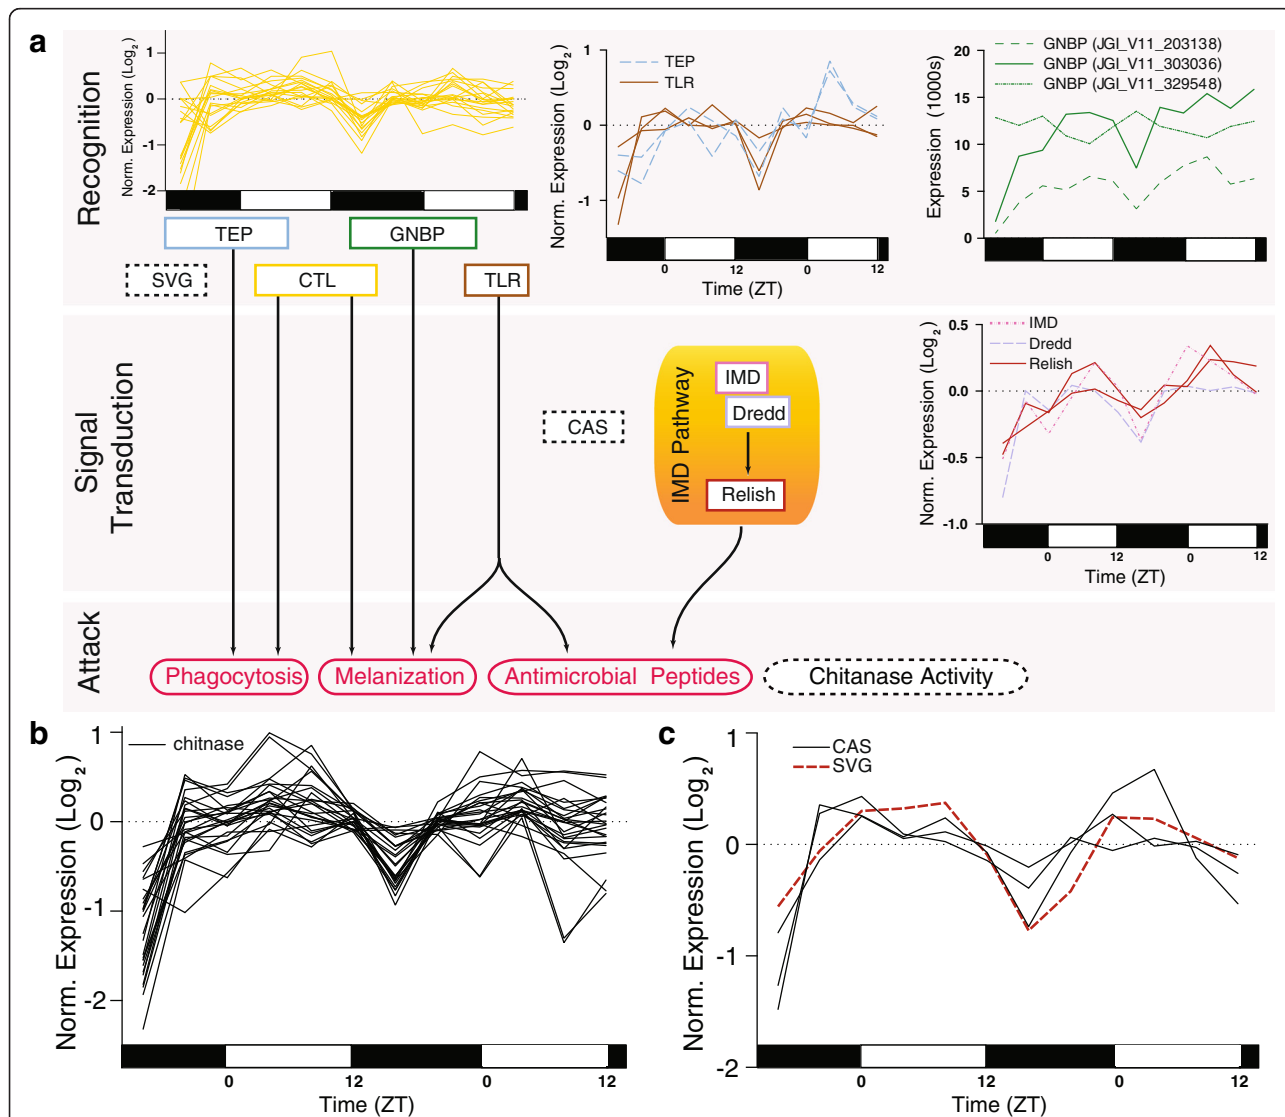 a
Recognition
Norm. Expression (Log2)
1
0
-1
-2
Norm. Expression (Log2)
1
0
-1
TEP
TLR
0
12
0
12
Time (ZT)
Expression (1000s)
20
15
10
5
0
GNBP (JGI_V11_203138)
GNBP (JGI_V11_303036)
GNBP (JGI_V11_329548)
TEP
GNBP
SVG
CTL
TLR
Signal
Transduction
CAS
IMD Pathway
IMD
Dredd
Relish
Norm. Expression (Log2)
0.5
0.0
-0.5
-1.0
IMD
Dredd
Relish
0
12
0
12
Time (ZT)
Attack
Phagocytosis
Melanization
Antimicrobial Peptides
Chitanase Activity
b
Norm. Expression (Log2)
1
0
-1
-2
chitnase
0
12
0
12
Time (ZT)
c
Norm. Expression (Log2)
1
0
-1
-2
CAS
SVG
0
12
0
12
Time (ZT)